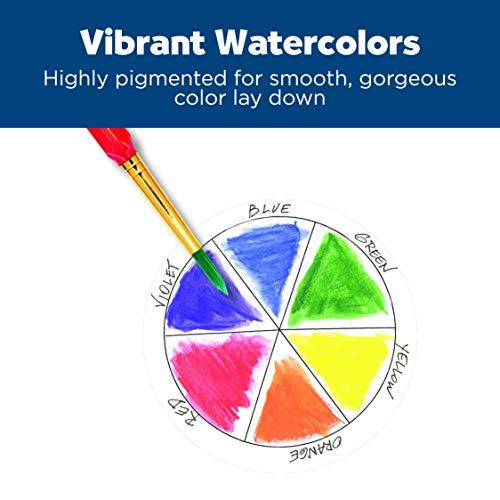 Vibrant Watercolors
Highly pigmented for smooth, gorgeous
color lay down
BLUE
GREEN
YELLOW
ORANGE
RED
VIOLET